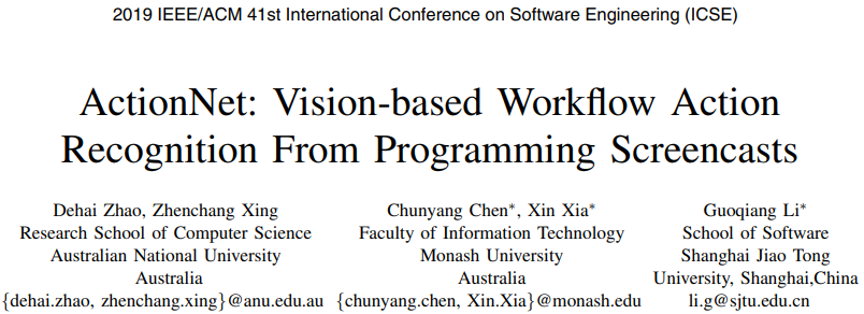 2019 IEEE/ACM 41st International Conference on Software Engineering (ICSE)
ActionNet: Vision-based Workflow Action
Recognition From Programming Screencasts
Dehai Zhao, Zhenchang Xing
Research School of Computer Science
Australian National University
Australia
{dehai.zhao, zhenchang.xing}@anu.edu.au
Chunyang Chen*, Xin Xia*
Faculty of Information Technology
Monash University
Australia
{chunyang.chen, Xin.Xia}@monash.edu
Guoqiang Li*
School of Software
Shanghai Jiao Tong
University, Shanghai,China
li.g@sjtu.edu.cn